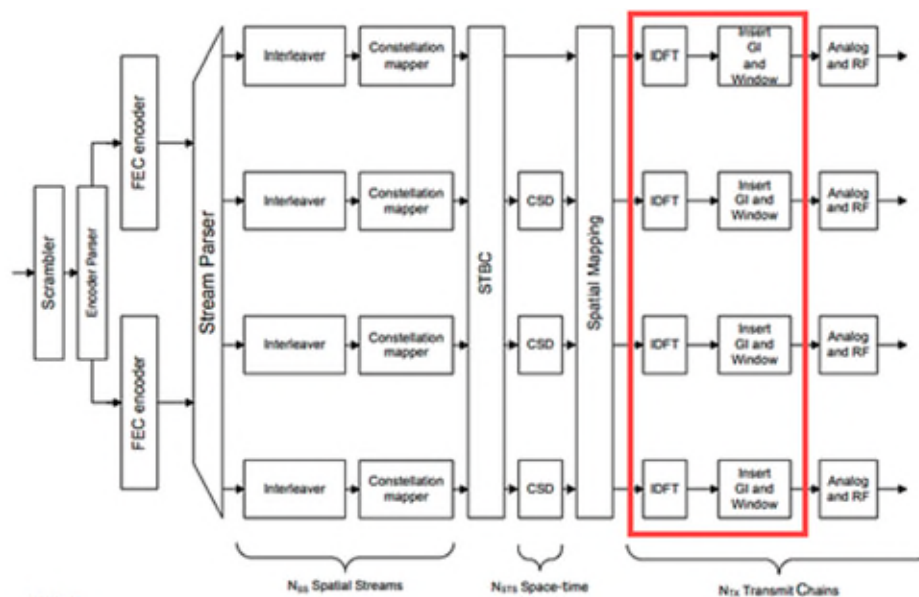 Scrambler
Encoder Parser
FEC encoder
FEC encoder
Stream Parser
Interleaver
Constellation
mapper
Interleaver
Constellation
mapper
Interleaver
Constellation
mapper
Interleaver
Constellation
mapper
STBC
CSD
CSD
CSD
Spatial Mapping
IDFT
Insert
GI
and
Window
Analog
and RF
IDFT
Insert
GI and
Window
Analog
and RF
IDFT
Insert
GI and
Window
Analog
and RF
IDFT
Insert
GI and
Window
Analog
and RF
NSS Spatial Streams
NSTS Space-time
NTX Transmit Chains